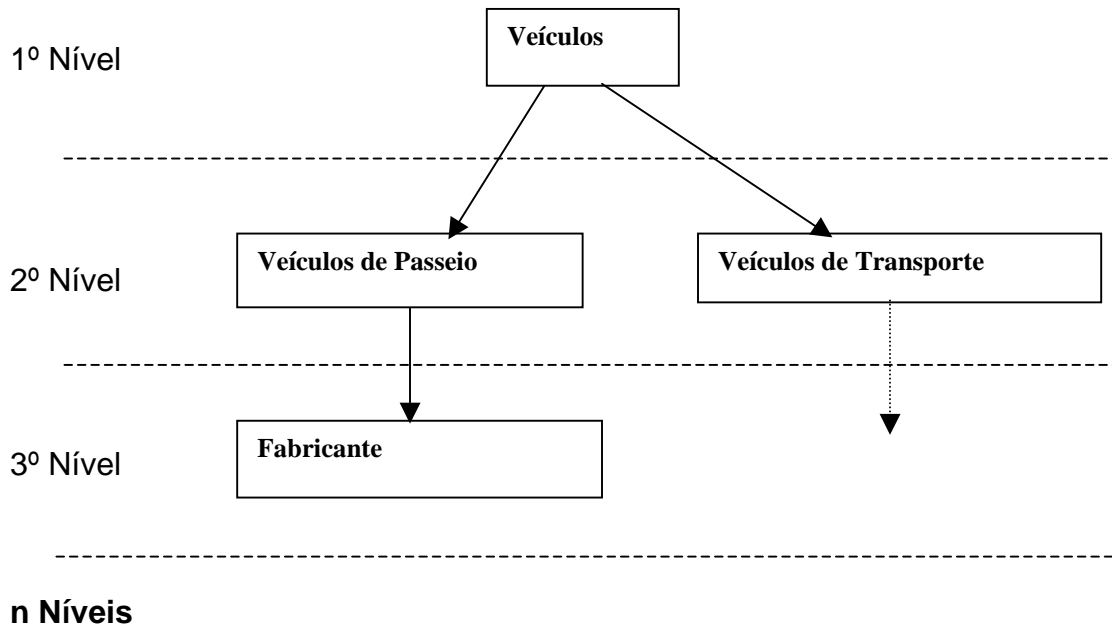 Veículos
1º Nível
Veículos de Passeio
Veículos de Transporte
2º Nível
Fabricante
3º Nível
n Níveis